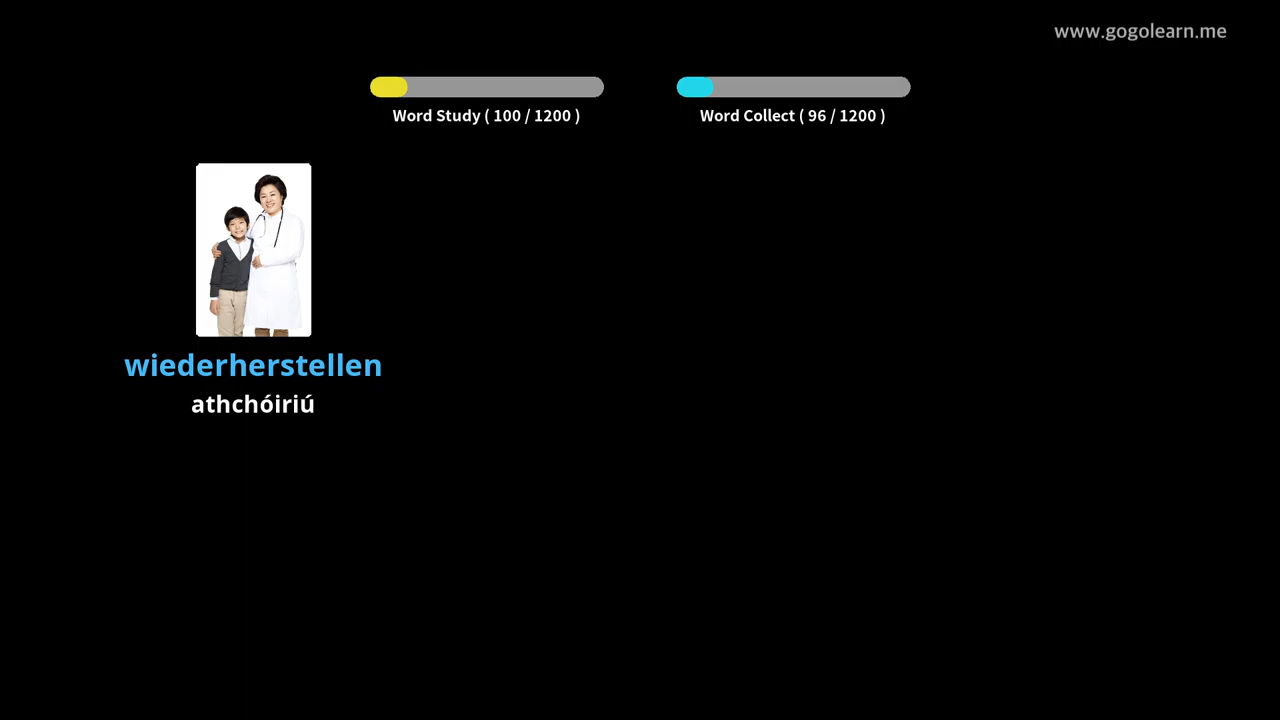 www.gogolearn.me
Word Study ( 100 / 1200 )
Word Collect ( 96 / 1200 )
wiederherstellen
athchóiriú